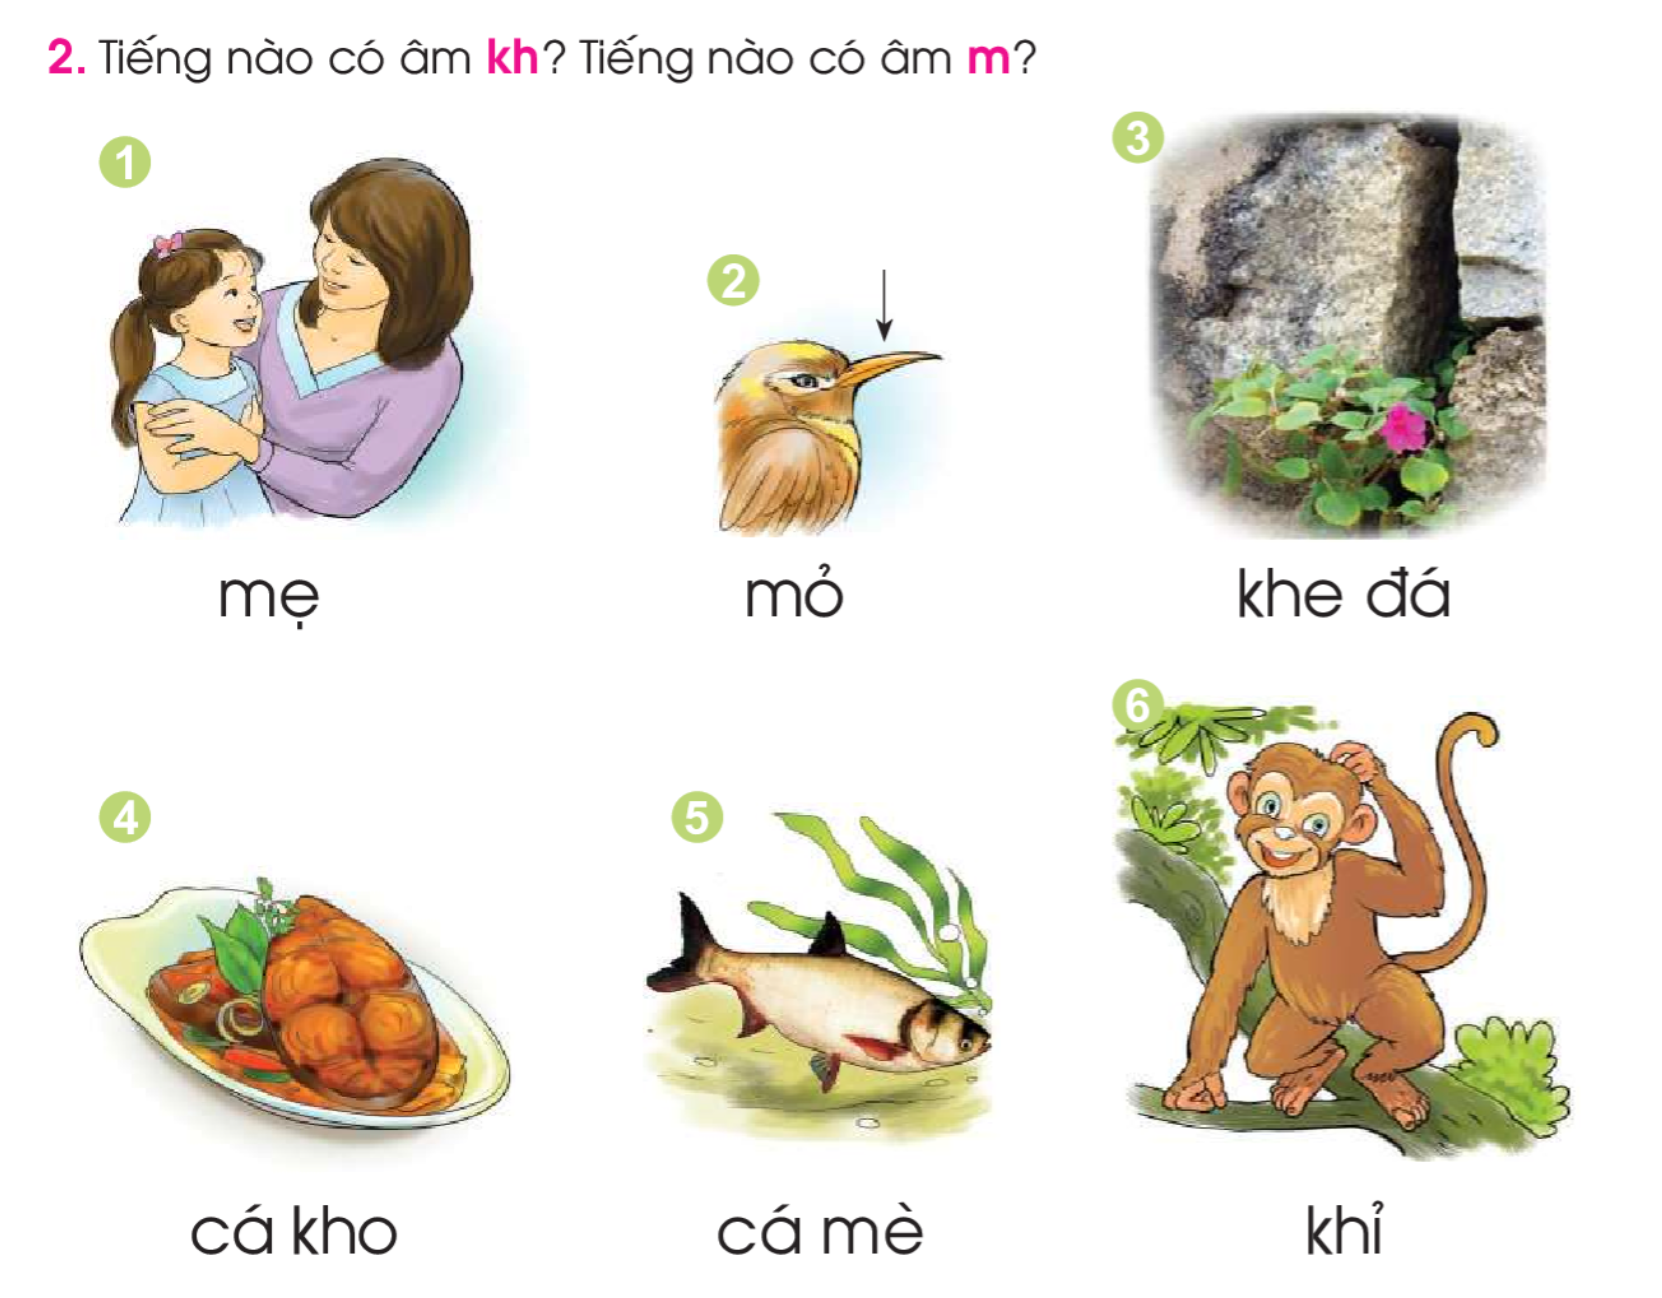 2. Tiếng nào có âm kh? Tiếng nào có âm m?
1
2
3
mẹ
mỏ
khe đá
4
5
6
cá kho
cá mè
khỉ